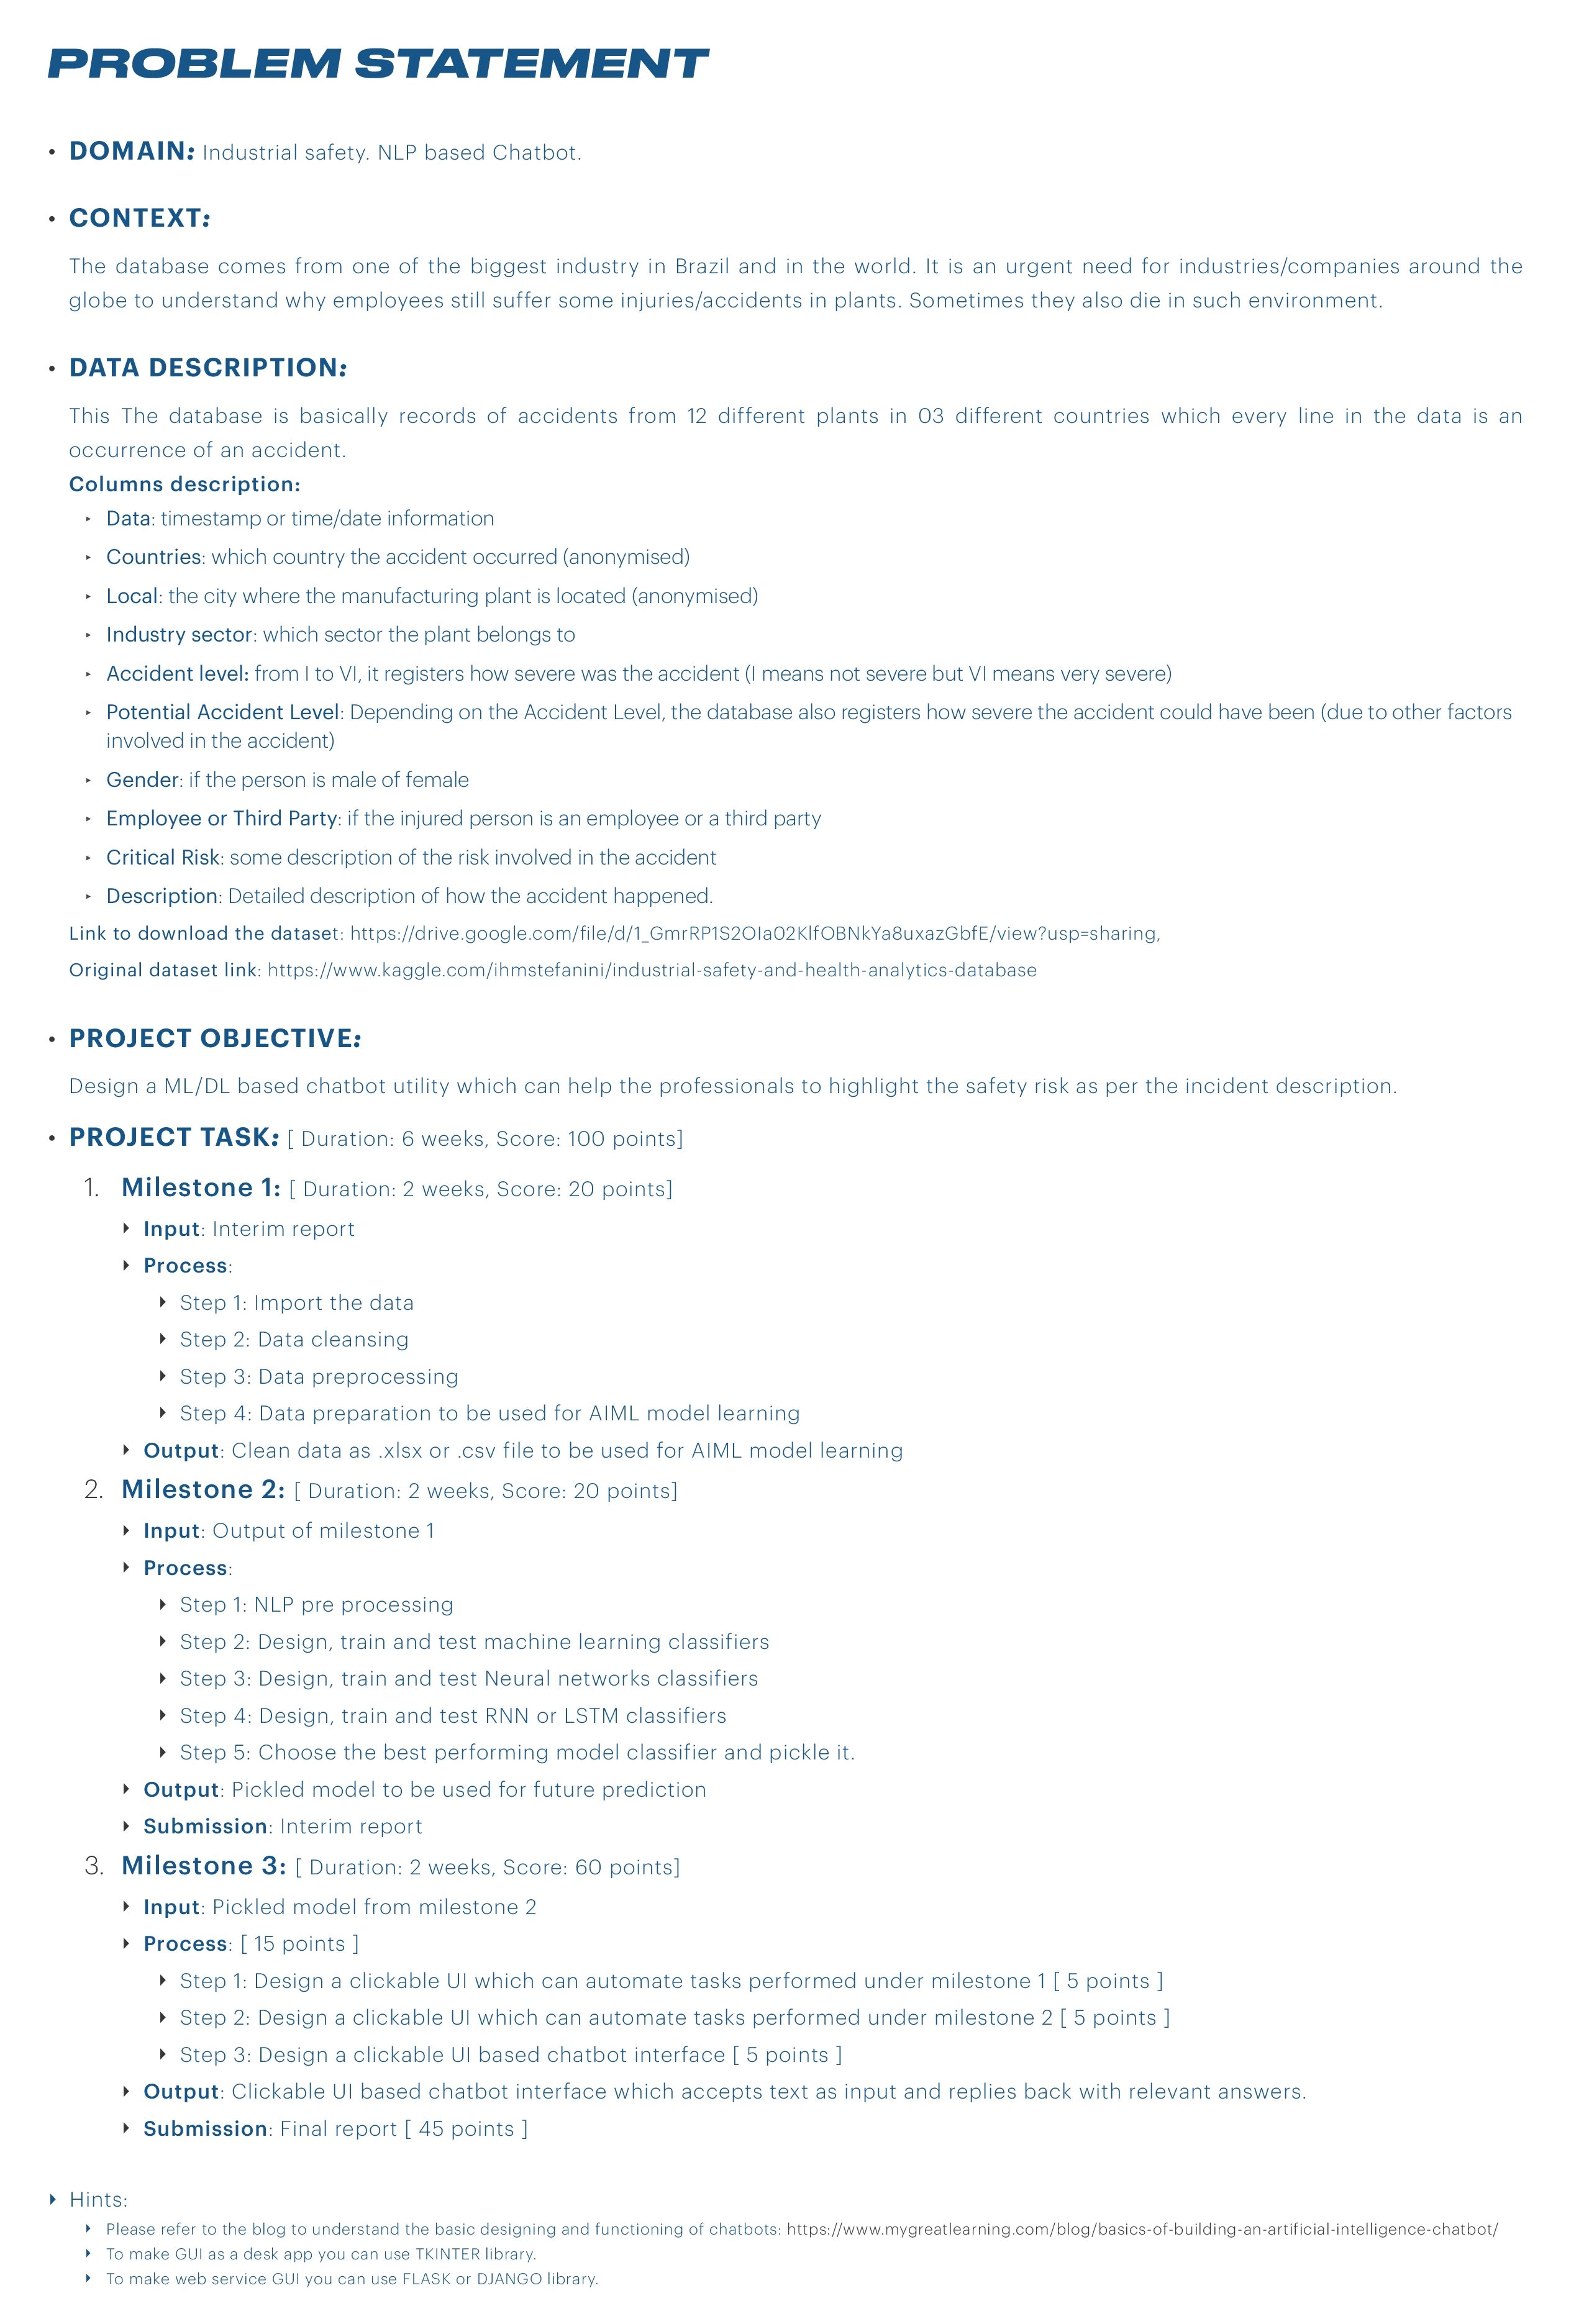 PROBLEM STATEMENT
• DOMAIN: Industrial safety. NLP based Chatbot.
• CONTEXT:
The database comes from one of the biggest industry in Brazil and in the world. It is an urgent need for industries/companies around the
globe to understand why employees still suffer some injuries/accidents in plants. Sometimes they also die in such environment.
• DATA DESCRIPTION:
This The database is basically records of accidents from 12 different plants in 03 different countries which every line in the data is an
occurrence of an accident.
Columns description:
‣ Data: timestamp or time/date information
‣ Countries: which country the accident occurred (anonymised)
‣ Local: the city where the manufacturing plant is located (anonymised)
‣ Industry sector: which sector the plant belongs to
‣ Accident level: from I to VI, it registers how severe was the accident (I means not severe but VI means very severe)
‣ Potential Accident Level: Depending on the Accident Level, the database also registers how severe the accident could have been (due to other factors
involved in the accident)
‣ Gender: if the person is male of female
‣ Employee or Third Party: if the injured person is an employee or a third party
‣ Critical Risk: some description of the risk involved in the accident
‣ Description: Detailed description of how the accident happened.
Link to download the dataset: https://drive.google.com/file/d/1_GmrRP1S2OIa02KlfOBNkYa8uxazGbfE/view?usp=sharing,
Original dataset link: https://www.kaggle.com/ihmstefanini/industrial-safety-and-health-analytics-database
• PROJECT OBJECTIVE:
Design a ML/DL based chatbot utility which can help the professionals to highlight the safety risk as per the incident description.
• PROJECT TASK: [ Duration: 6 weeks, Score: 100 points]
1. Milestone 1: [ Duration: 2 weeks, Score: 20 points]
‣ Input: Interim report
‣ Process:
‣ Step 1: Import the data
‣ Step 2: Data cleansing
‣ Step 3: Data preprocessing
‣ Step 4: Data preparation to be used for AIML model learning
‣ Output: Clean data as .xlsx or .csv file to be used for AIML model learning
2. Milestone 2: [ Duration: 2 weeks, Score: 20 points]
‣ Input: Output of milestone 1
‣ Process:
‣ Step 1: NLP pre processing
‣ Step 2: Design, train and test machine learning classifiers
‣ Step 3: Design, train and test Neural networks classifiers
‣ Step 4: Design, train and test RNN or LSTM classifiers
‣ Step 5: Choose the best performing model classifier and pickle it.
‣ Output: Pickled model to be used for future prediction
‣ Submission: Interim report
3. Milestone 3: [ Duration: 2 weeks, Score: 60 points]
‣ Input: Pickled model from milestone 2
‣ Process: [ 15 points ]
‣ Step 1: Design a clickable UI which can automate tasks performed under milestone 1 [ 5 points ]
‣ Step 2: Design a clickable UI which can automate tasks performed under milestone 2 [ 5 points ]
‣ Step 3: Design a clickable UI based chatbot interface [ 5 points ]
‣ Output: Clickable UI based chatbot interface which accepts text as input and replies back with relevant answers.
‣ Submission: Final report [ 45 points ]
‣ Hints:
‣ Please refer to the blog to understand the basic designing and functioning of chatbots: https://www.mygreatlearning.com/blog/basics-of-building-an-artificial-intelligence-chatbot/
‣ To make GUI as a desk app you can use TKINTER library.
‣ To make web service GUI you can use FLASK or DJANGO library.